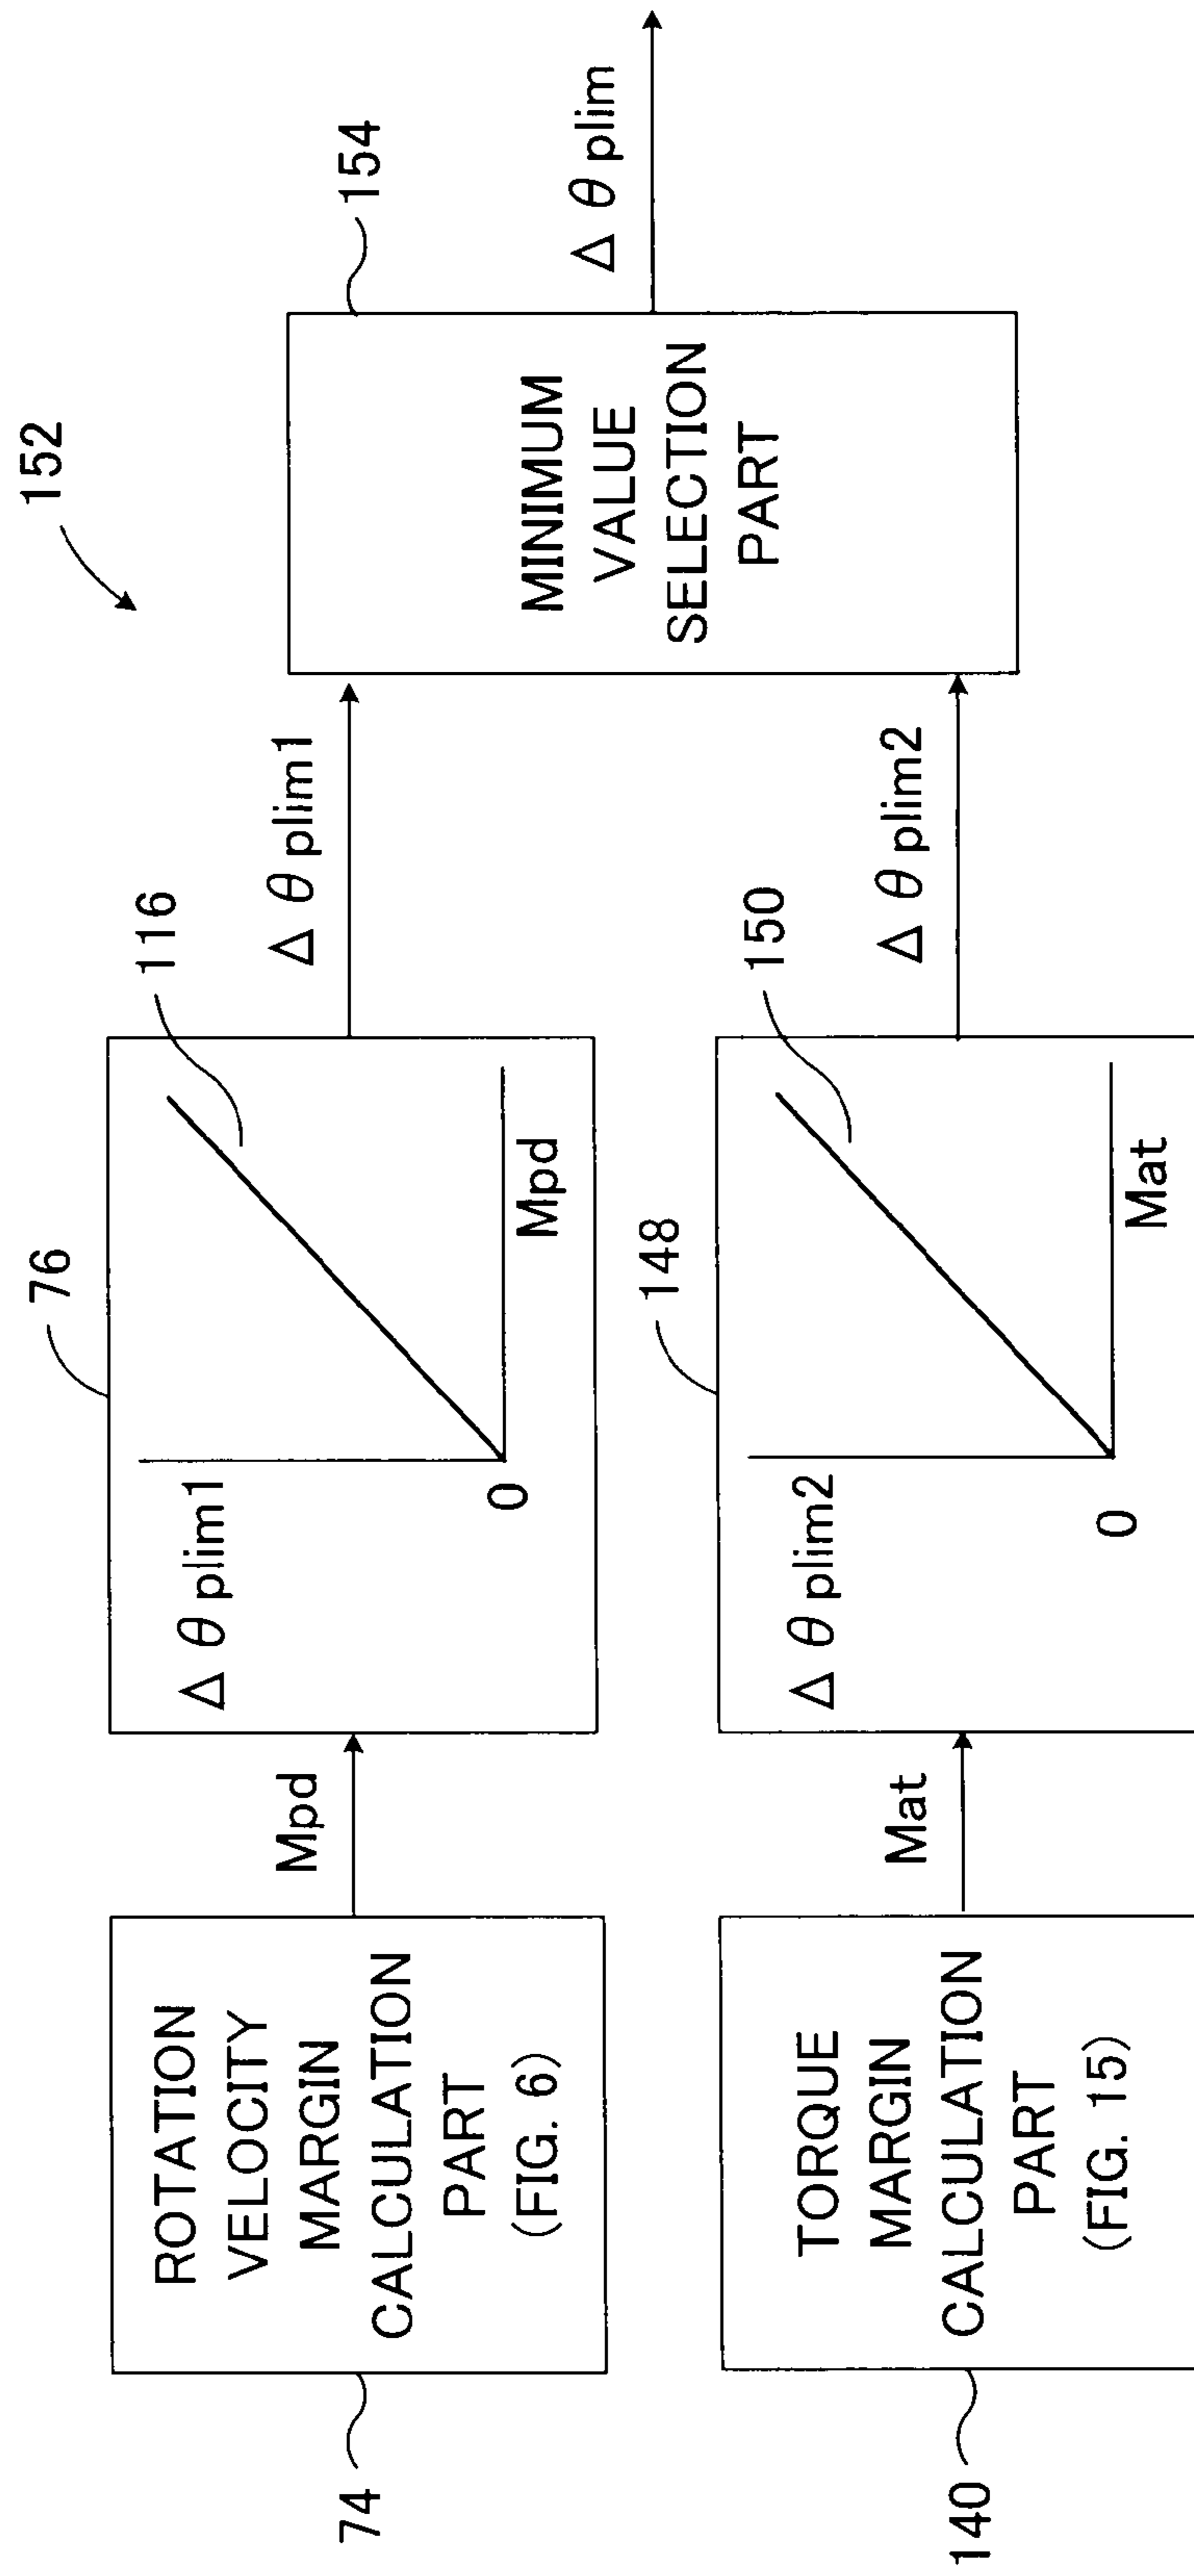 152
74
ROTATION
VELOCITY
MARGIN
CALCULATION
PART
(FIG. 6)
Mpd
76
Δ θ plim1
0
Mpd
116
Δ θ plim1
140
TORQUE
MARGIN
CALCULATION
PART
(FIG. 15)
Mat
148
Δ θ plim2
0
Mat
150
Δ θ plim2
MINIMUM
VALUE
SELECTION
PART
154
Δ θ plim